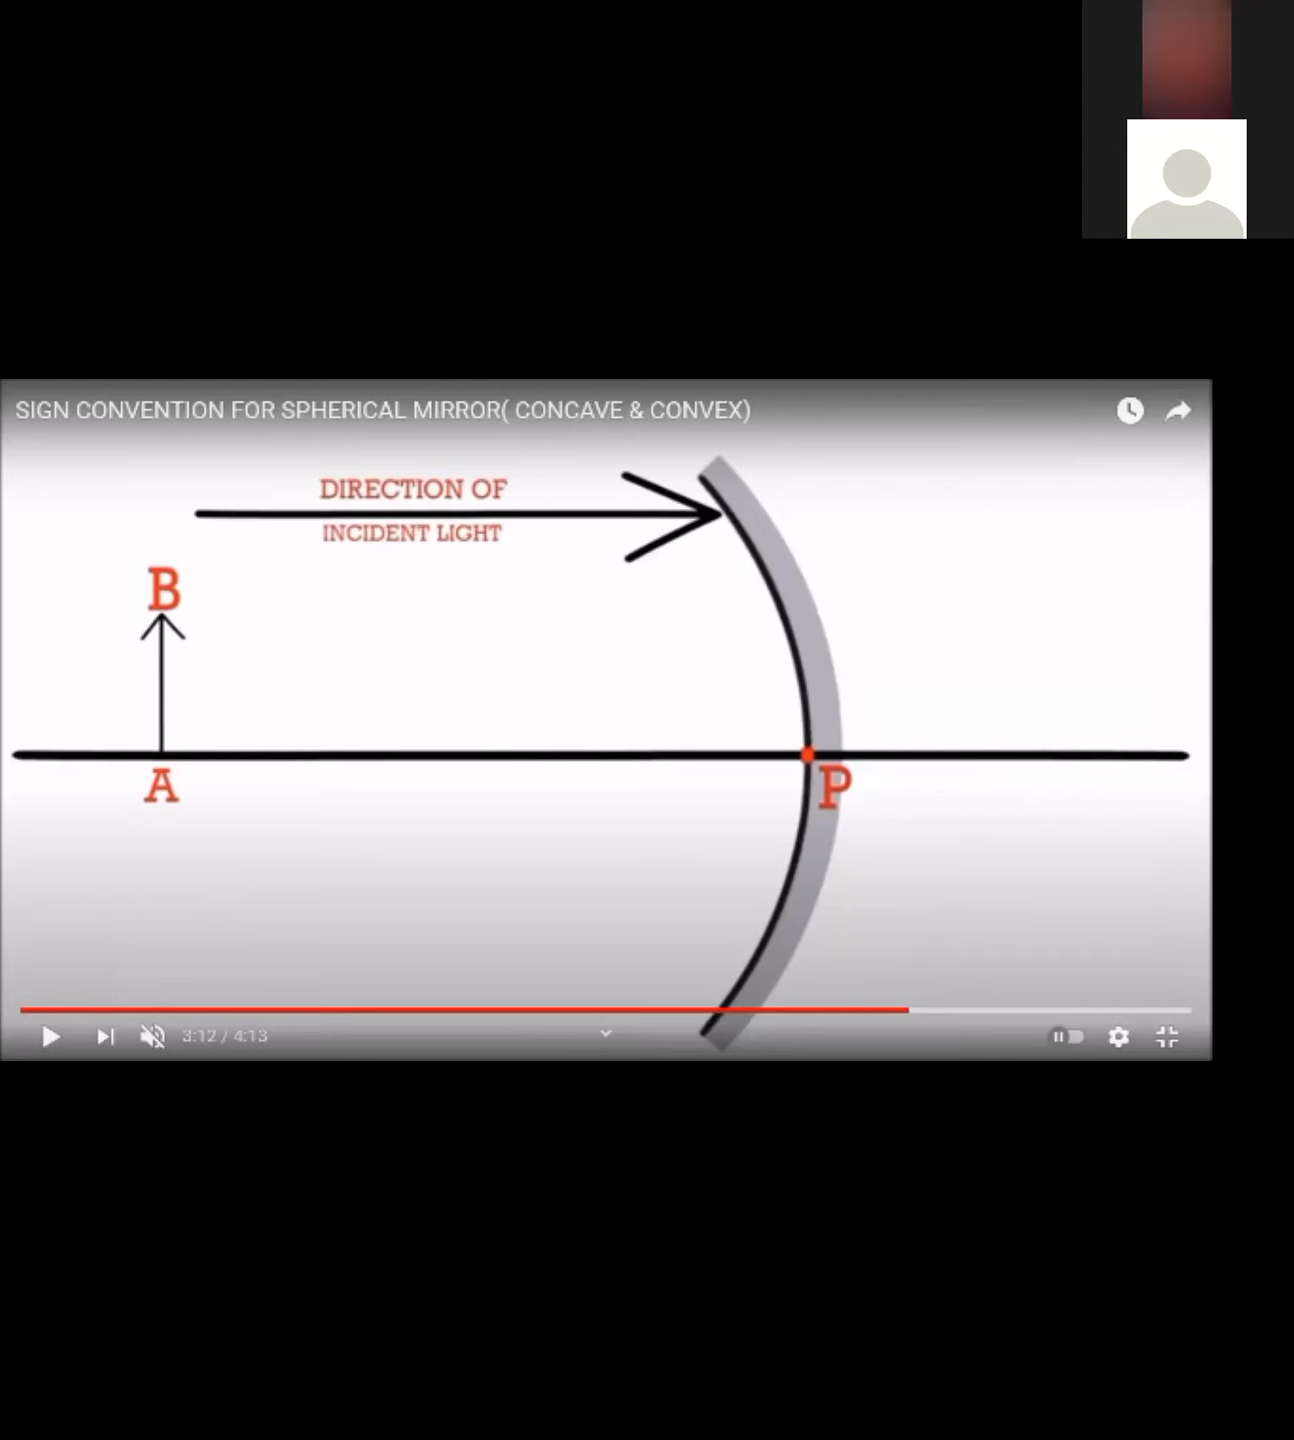 SIGN CONVENTION FOR SPHERICAL MIRROR( CONCAVE & CONVEX)
DIRECTION OF
INCIDENT LIGHT
B
A
P
3:12 / 4:13